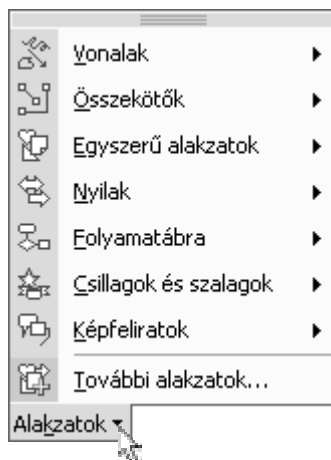 Vonalak
Összekötők
Egyszerű alakzatok
Nyilak
Folyamatábra
Csillagok és szalagok
Képfeliratok
További alakzatok...
Alakzatok